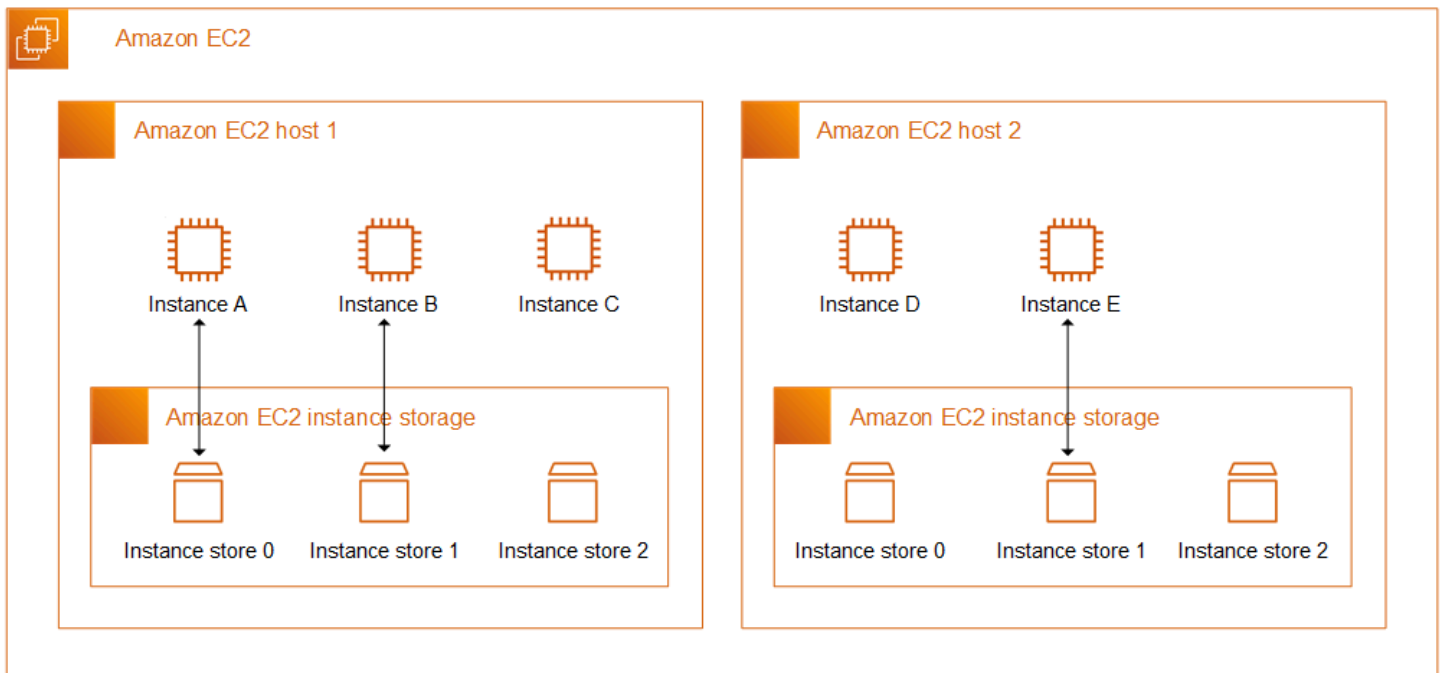 Amazon EC2
Amazon EC2 host 1
Instance A
Instance B
Instance C
Amazon EC2 instance storage
Instance store 0
Instance store 1
Instance store 2
Amazon EC2 host 2
Instance D
Instance E
Amazon EC2 instance storage
Instance store 0
Instance store 1
Instance store 2